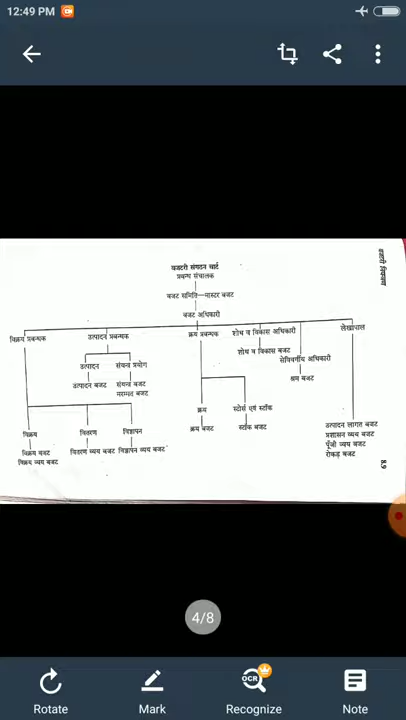 12:49 PM
बजटरी संगठन चार्ट
प्रबन्ध संचालक
बजट समिति—मास्टर बजट
बजट अधिकारी
विक्रय प्रबन्धक
उत्पादन प्रबन्धक
क्रय प्रबन्धक
शोध व विकास अधिकारी
लेखापाल
शोध व विकास बजट
सेविवर्गीय अधिकारी
श्रम बजट
उत्पादन
संयन्त्र प्रयोग
उत्पादन बजट
संयन्त्र बजट
मरम्मत बजट
क्रय
स्टोर्स एवं स्टॉक
क्रय बजट
स्टॉक बजट
विक्रय
वितरण
विज्ञापन
विक्रय बजट
विक्रय व्यय बजट
वितरण व्यय बजट
विज्ञापन व्यय बजट
उत्पादन लागत बजट
प्रशासन व्यय बजट
पूँजी व्यय बजट
रोकड़ बजट
8.9
4/8
OCR
Rotate
Mark
Recognize
Note